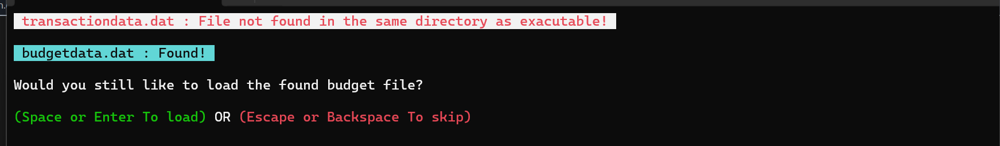 transactiondata.dat : File not found in the same directory as exacutable!
budgetdata.dat : Found!
Would you still like to load the found budget file?
(Space or Enter To load) OR (Escape or Backspace To skip)